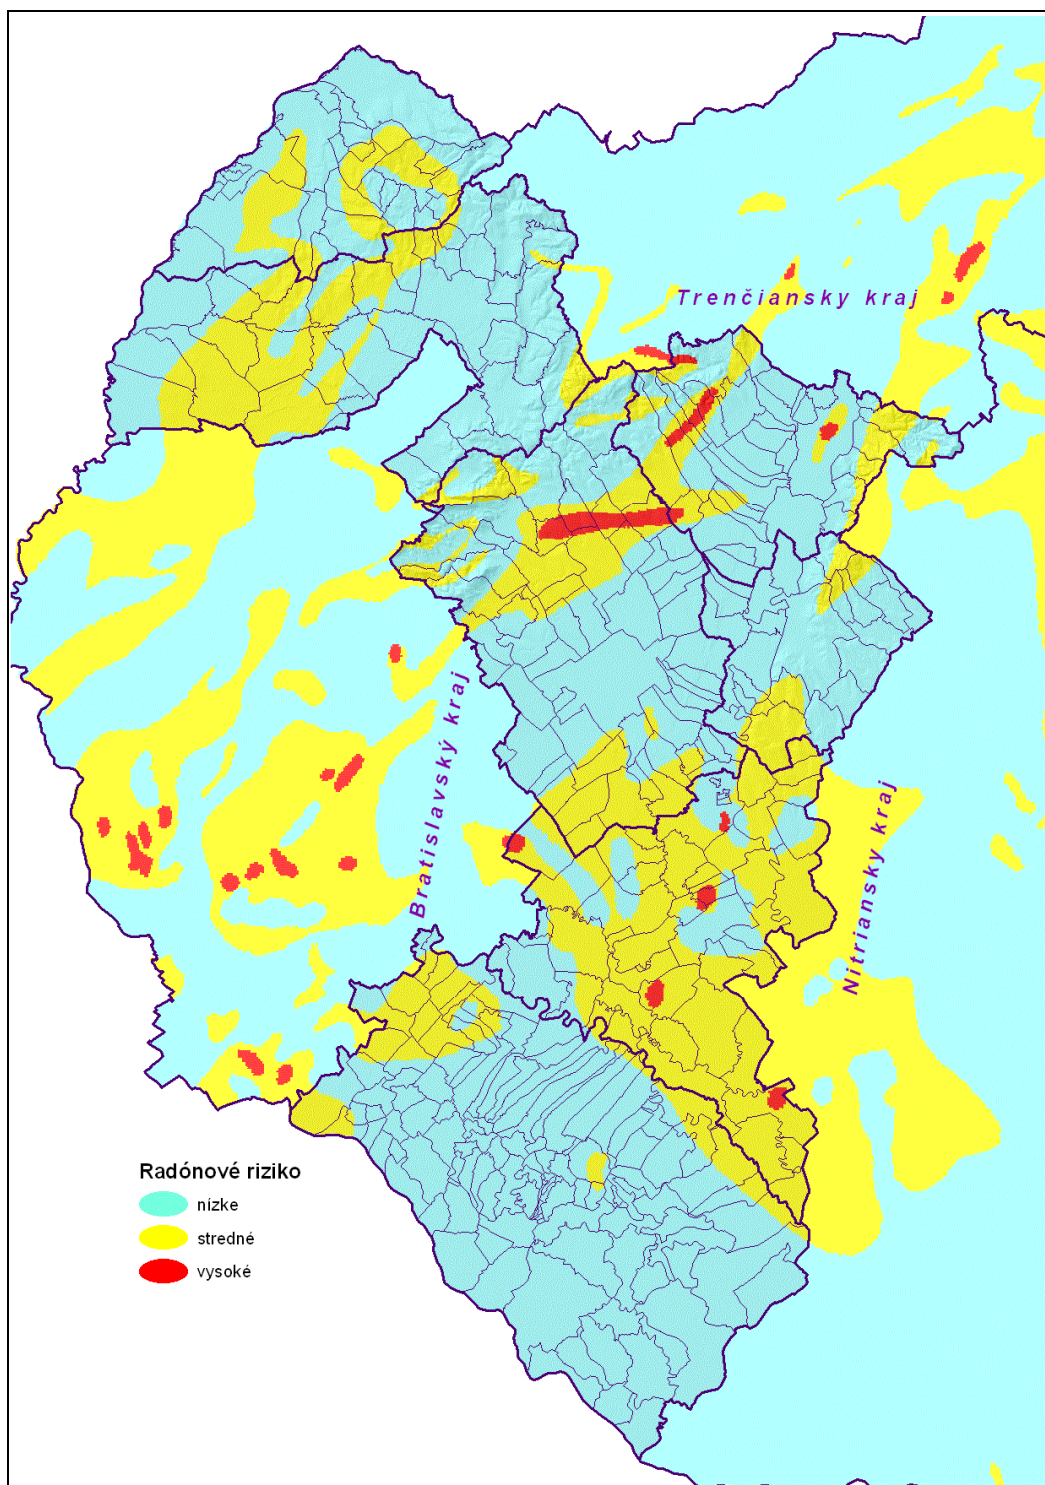 Trenčiansky kraj
Bratislavský kraj
Nitriansky kraj
Radónové riziko
nízke
stredné
vysoké